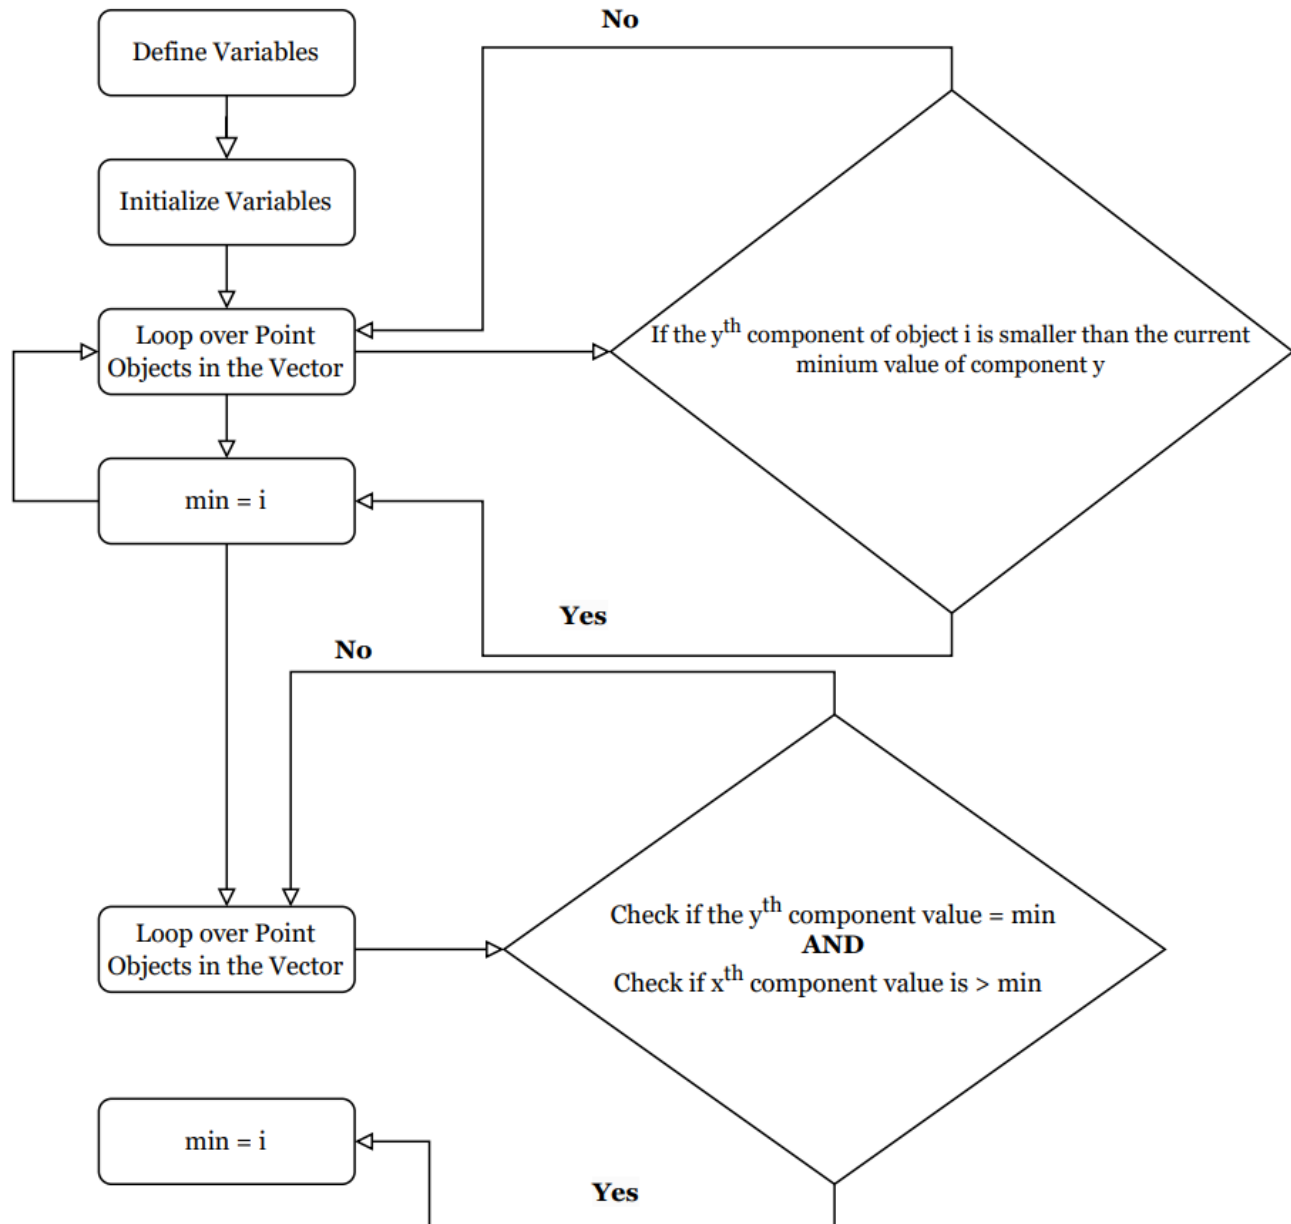 No
Define Variables
Initialize Variables
Loop over Point
Objects in the Vector
If the yth component of object i is smaller than the current
minium value of component y
min = i
Yes
No
Loop over Point
Objects in the Vector
Check if the yth component value = min
AND
Check if xth component value is > min
min = i
Yes